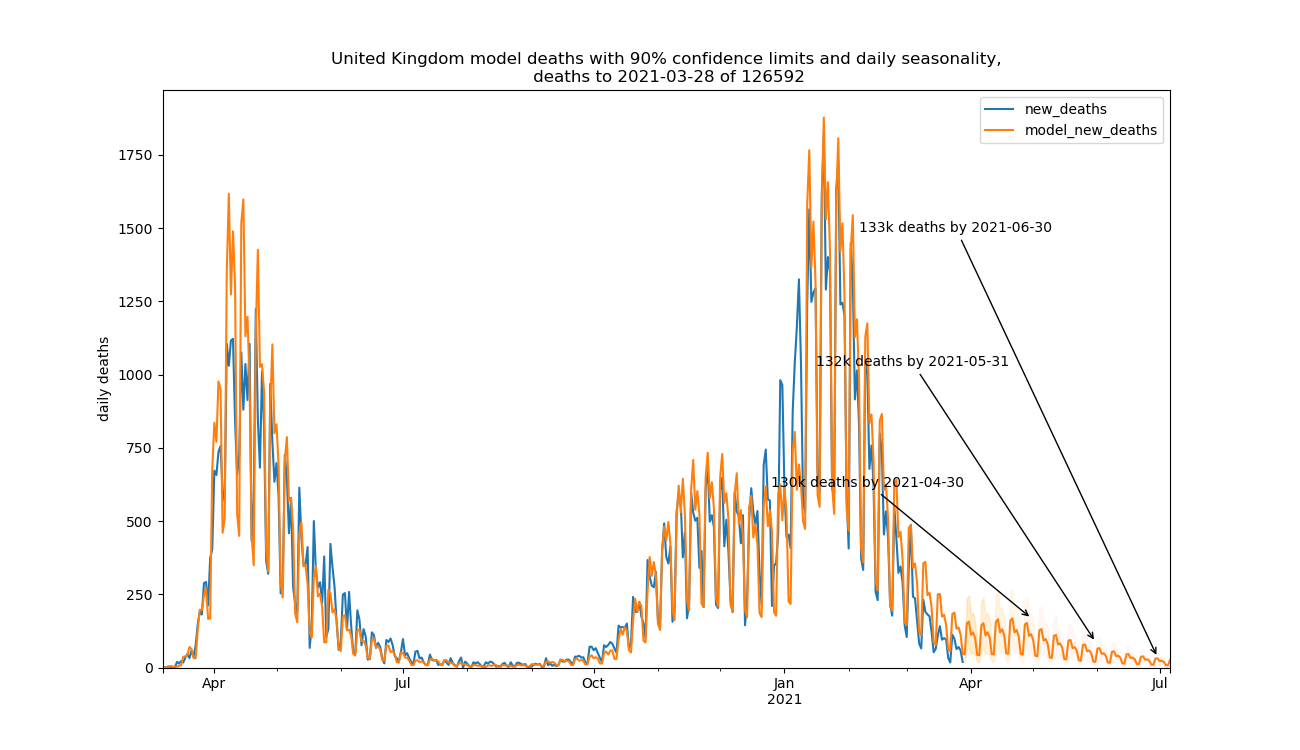 United Kingdom model deaths with 90% confidence limits and daily seasonality,
deaths to 2021-03-28 of 126592
new_deaths
model_new_deaths
daily deaths
1750
1500
1250
1000
750
500
250
0
133k deaths by 2021-06-30
132k deaths by 2021-05-31
130k deaths by 2021-04-30
Apr
Jul
Oct
Jan
2021
Apr
Jul